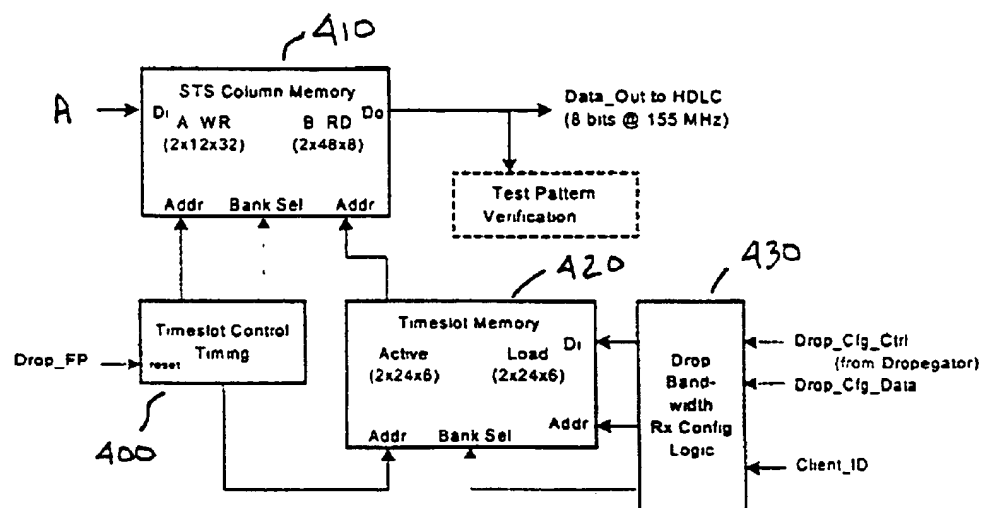 410
A
STS Column Memory
Di
Do
A WR
B RD
(2x12x32)
(2x48x8)
Addr
Bank Sel
Addr
Data_Out to HDLC
(8 bits @ 155 MHz)
Test Pattern
Verification
420
430
Timeslot Control
Timing
Drop_FP
reset
400
Timeslot Memory
Di
Active
Load
(2x24x6)
(2x24x6)
Addr
Addr
Bank Sel
Drop
Band-
width
Rx Config
Logic
Drop_Cfg_Ctrl
(from Dropegator)
Drop_Cfg_Data
Client_ID